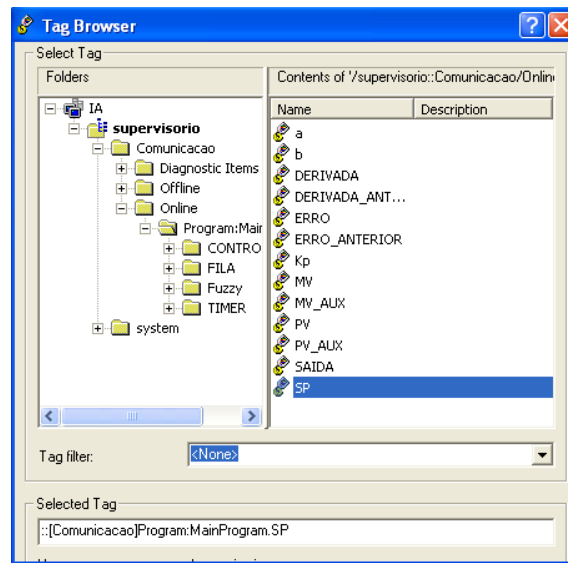 Tag Browser
Select Tag
Folders
Contents of '/supervisorio::Comunicacao/Onlin
IA
supervisorio
Comunicacao
Diagnostic Items
Offline
Online
Program:Mair
CONTRO
FILA
Fuzzy
TIMER
system
Name Description
a
b
DERIVADA
DERIVADA_ANT...
ERRO
ERRO_ANTERIOR
Kp
MV
MV_AUX
PV
PV_AUX
SAIDA
SP
Tag filter: <None>
Selected Tag
::[Comunicacao]Program:MainProgram.SP